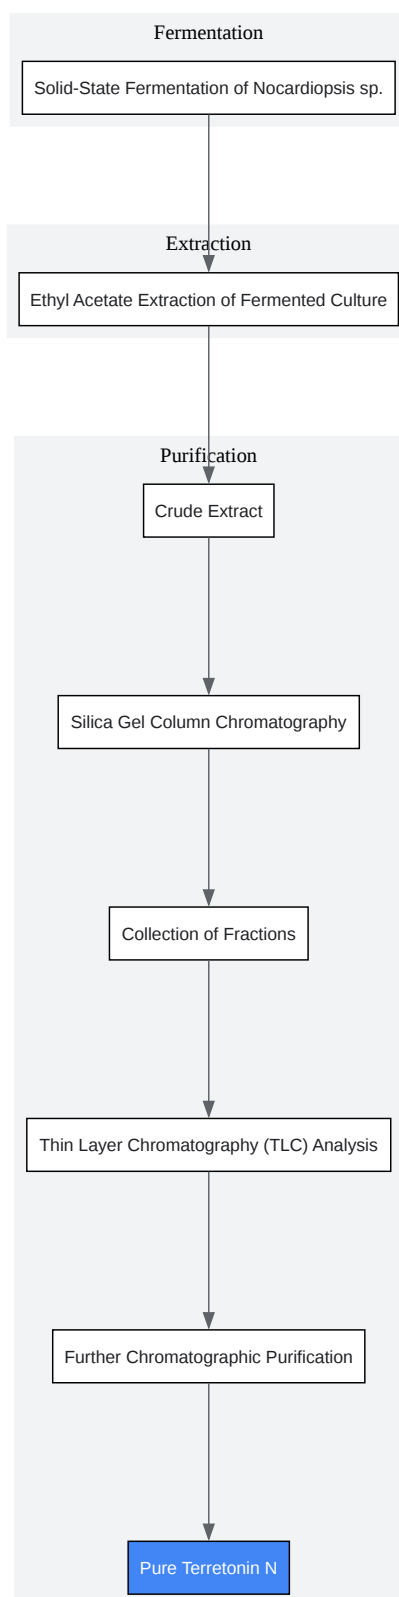 Fermentation
Solid-State Fermentation of Nocardiopsis sp.
Extraction
Ethyl Acetate Extraction of Fermented Culture
Purification
Crude Extract
Silica Gel Column Chromatography
Collection of Fractions
Thin Layer Chromatography (TLC) Analysis
Further Chromatographic Purification
Pure Terretonin N